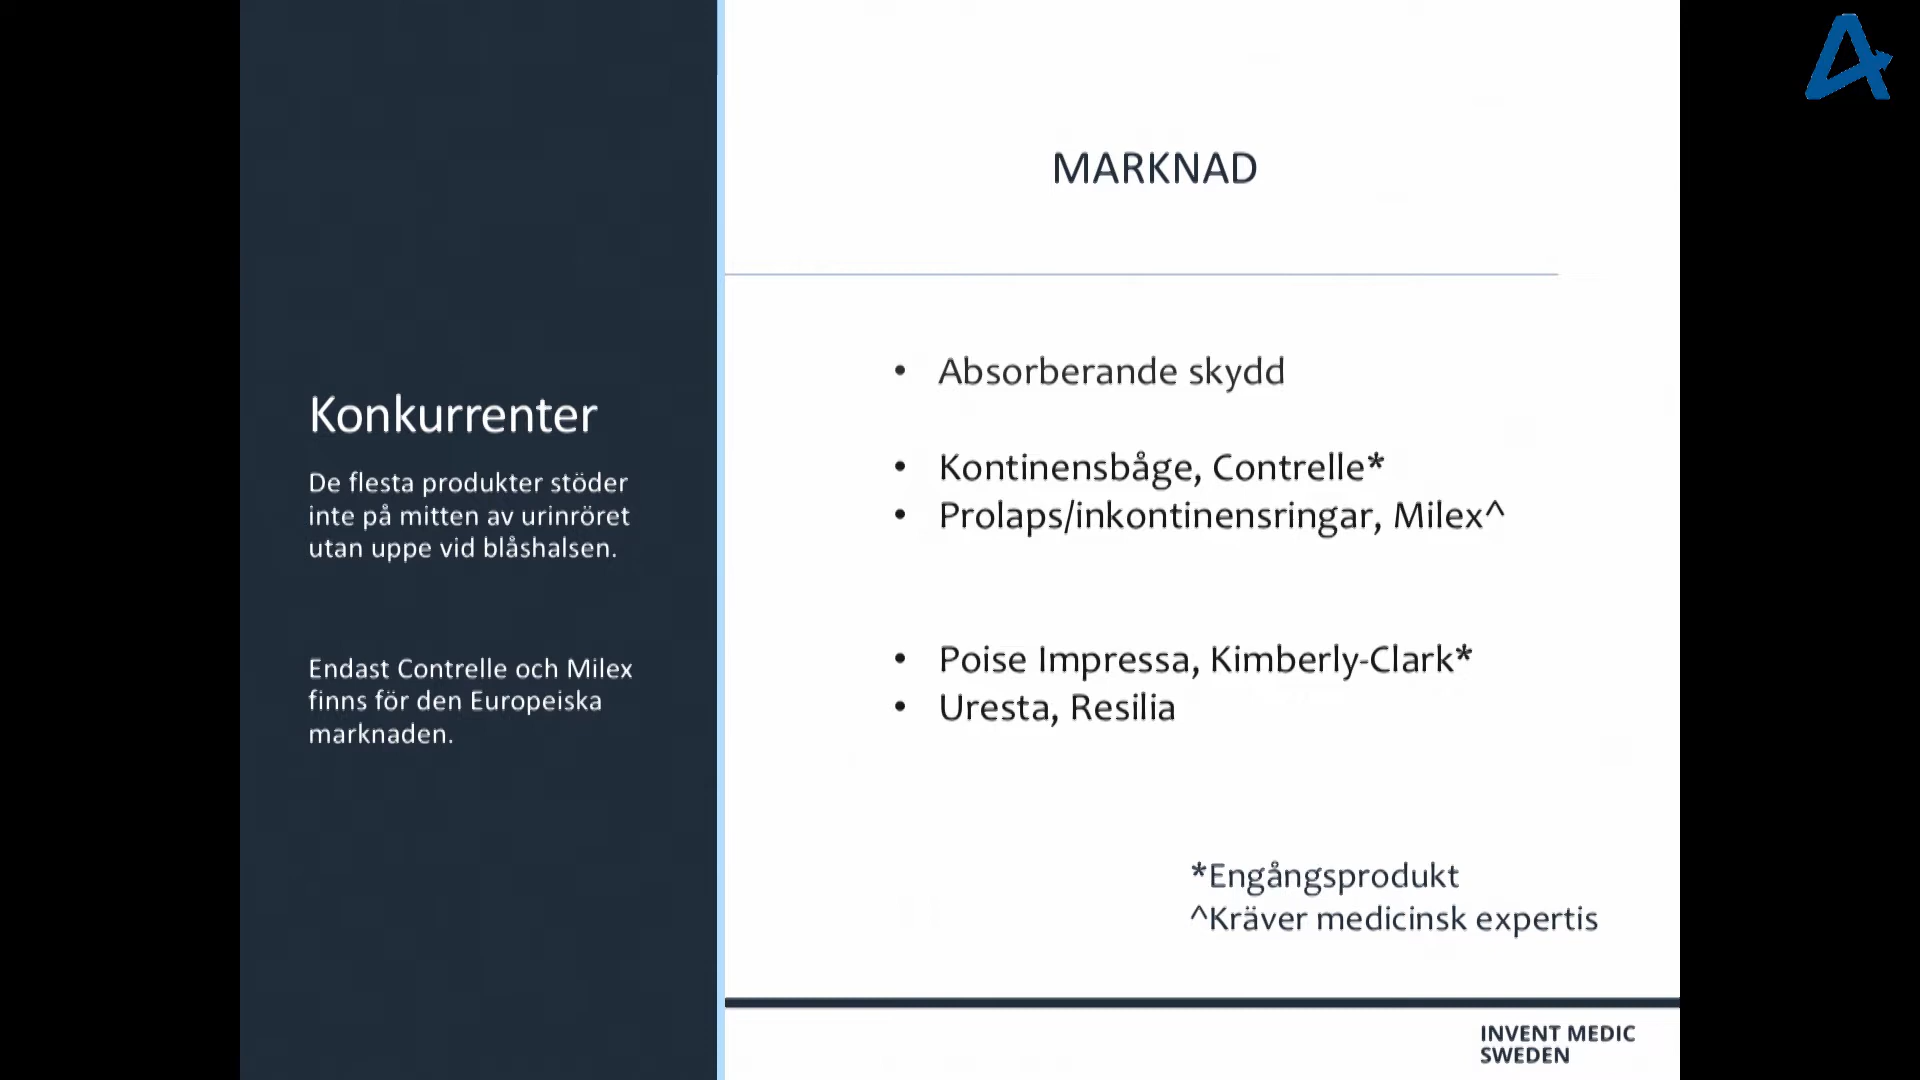 Konkurrenter
De flesta produkter stöder
inte på mitten av urinröret
utan uppe vid blåshalsen.
Endast Contrelle och Milex
finns för den Europeiska
marknaden.
MARKNAD
• Absorberande skydd
• Kontinensbåge, Contrelle*
• Prolaps/inkontinensringar, Milex^
• Poise Impressa, Kimberly-Clark*
• Uresta, Resilia
*Engångsprodukt
^Kräver medicinsk expertis
INVENT MEDIC
SWEDEN